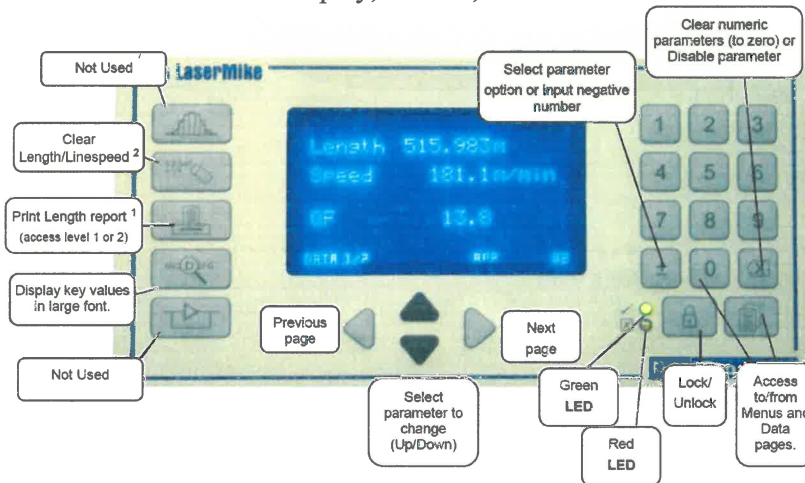 Clear numeric
parameters (to zero) or
Disable parameter
Not Used
LaserMike
Select parameter
option or input negative
number
Clear
Length/Linespeed 2
Length 515.983m
Speed 181.1m/min
1 2 3
4 5 6
Print Length report 1
(access level 1 or 2)
QF 13.8
7 8 9
Display key values
in large font.
± 0
Not Used
Previous
page
Next
page
Select
parameter to
change
(Up/Down)
Green
LED
Red
LED
Lock/
Unlock
Access
to/from
Menus and
Data
pages.